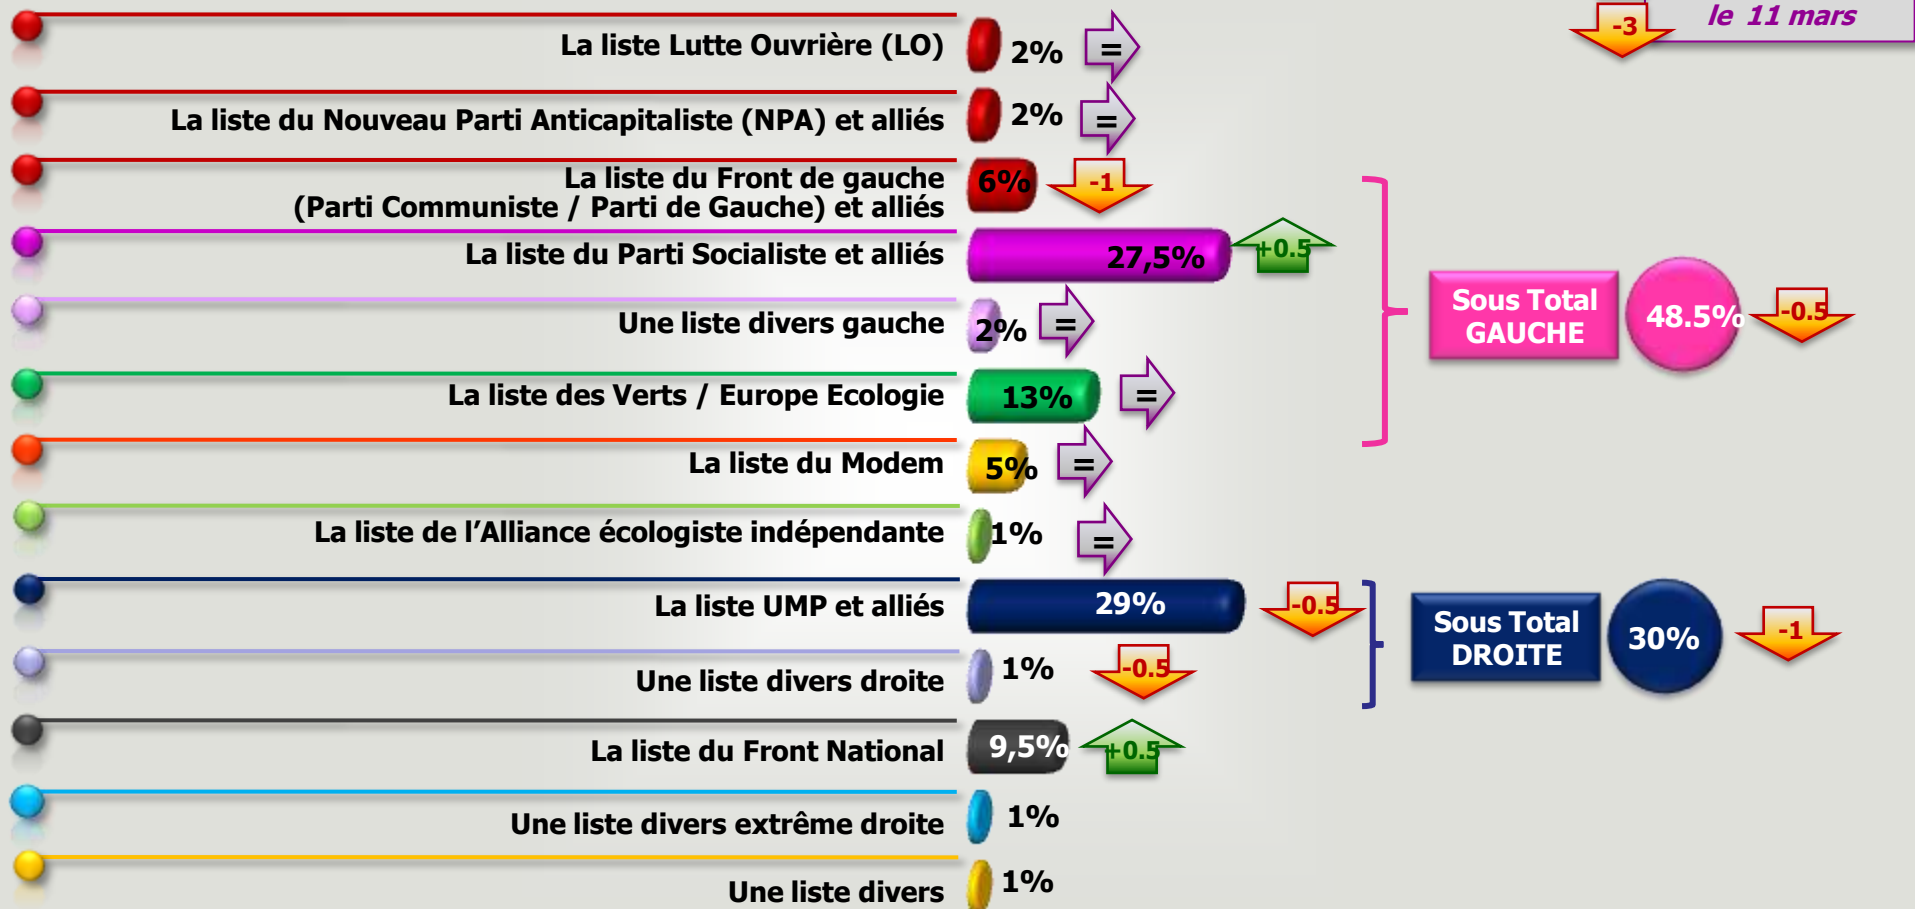 -3
le 11 mars
La liste Lutte Ouvrière (LO)
2%
=
La liste du Nouveau Parti Anticapitaliste (NPA) et alliés
2%
=
La liste du Front de gauche
(Parti Communiste / Parti de Gauche) et alliés
6%
-1
La liste du Parti Socialiste et alliés
27,5%
+0.5
Une liste divers gauche
2%
=
Sous Total
GAUCHE
48.5%
-0.5
La liste des Verts / Europe Ecologie
13%
=
La liste du Modem
5%
=
La liste de l’Alliance écologiste indépendante
1%
=
La liste UMP et alliés
29%
-0.5
Sous Total
DROITE
30%
-1
Une liste divers droite
1%
-0.5
La liste du Front National
9,5%
+0.5
Une liste divers extrême droite
1%
Une liste divers
1%